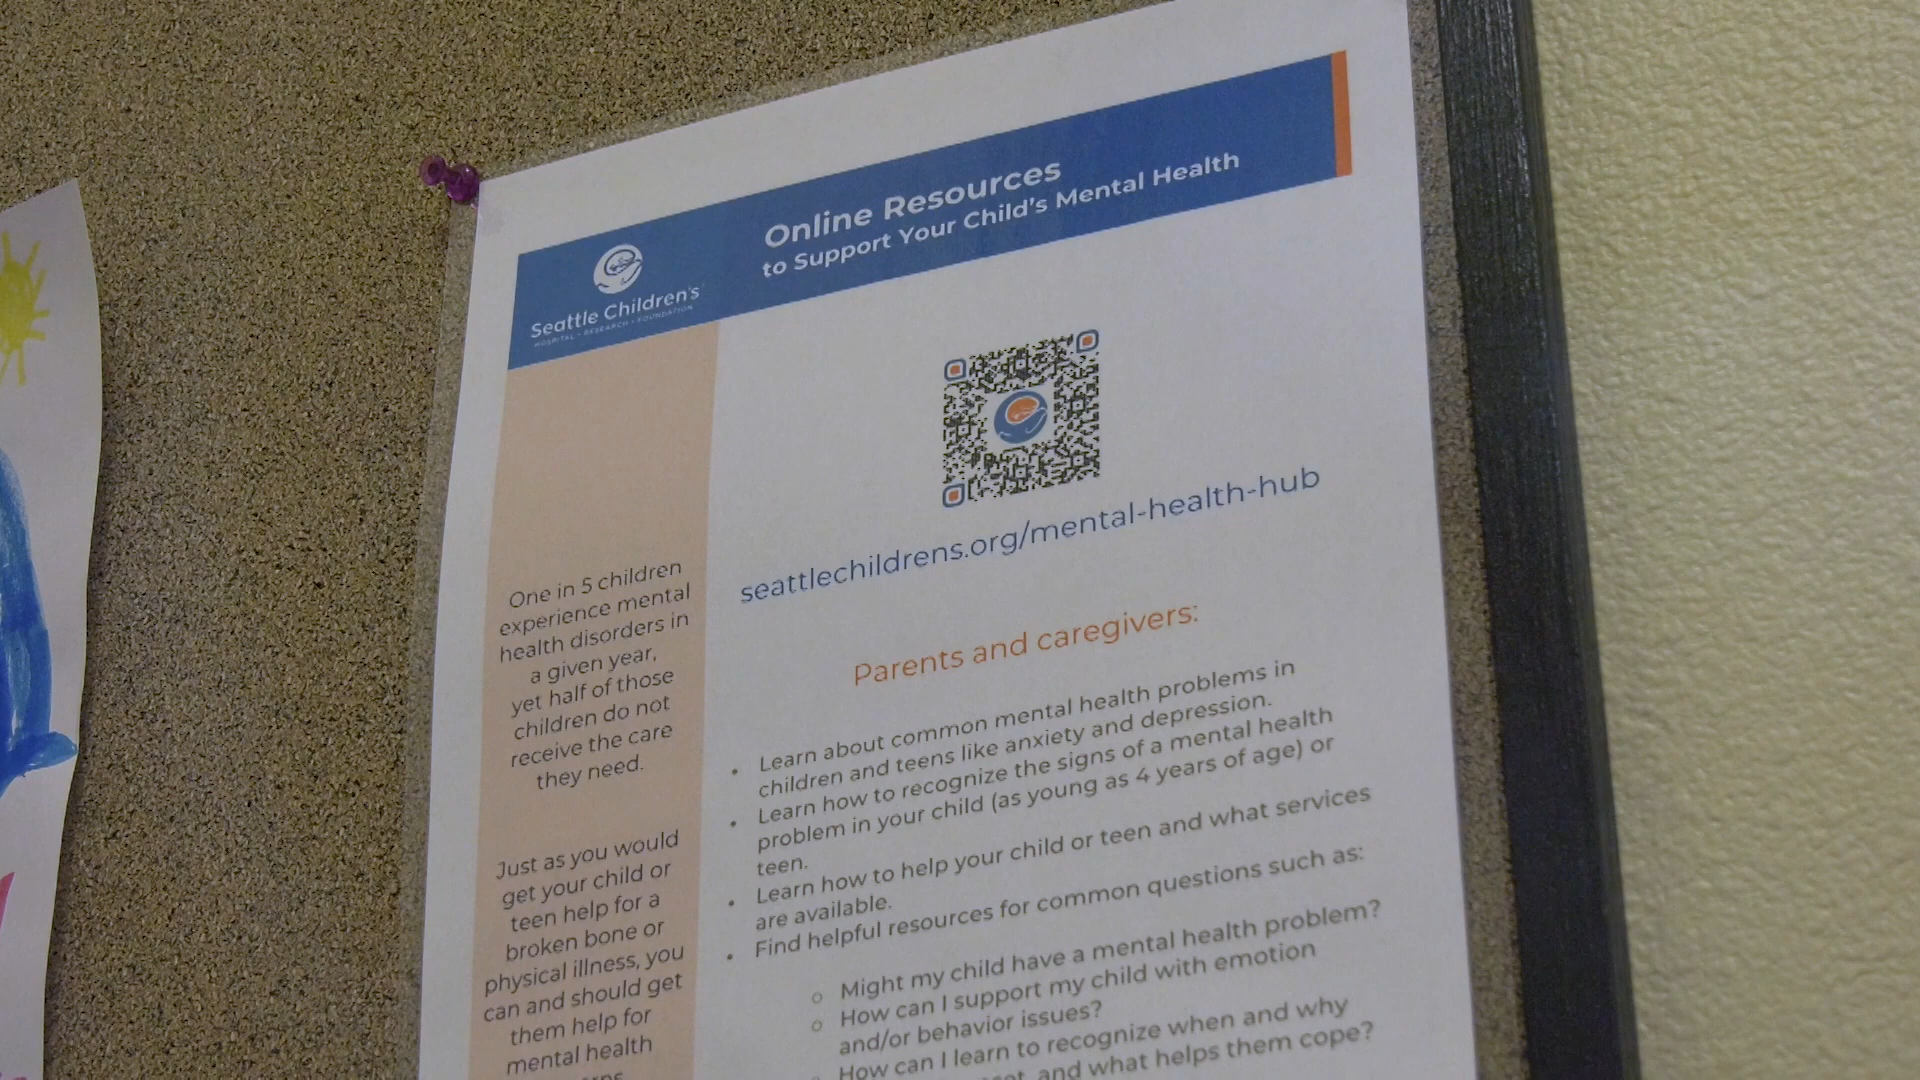 Online Resources
to Support Your Child's Mental Health
Seattle Children's
HOSPITAL • RESEARCH • FOUNDATION
seattlechildrens.org/mental-health-hub
One in 5 children
experience mental
health disorders in
a given year,
yet half of those
children do not
receive the care
they need.
Just as you would
get your child or
teen help for a
broken bone or
physical illness, you
can and should get
them help for
mental health
Parents and caregivers:
• Learn about common mental health problems in
children and teens like anxiety and depression.
• Learn how to recognize the signs of a mental health
problem in your child (as young as 4 years of age) or
teen.
• Learn how to help your child or teen and what services
are available.
• Find helpful resources for common questions such as:
o Might my child have a mental health problem?
o How can I support my child with emotion
and/or behavior issues?
o How can I learn to recognize when and why
and what helps them cope?